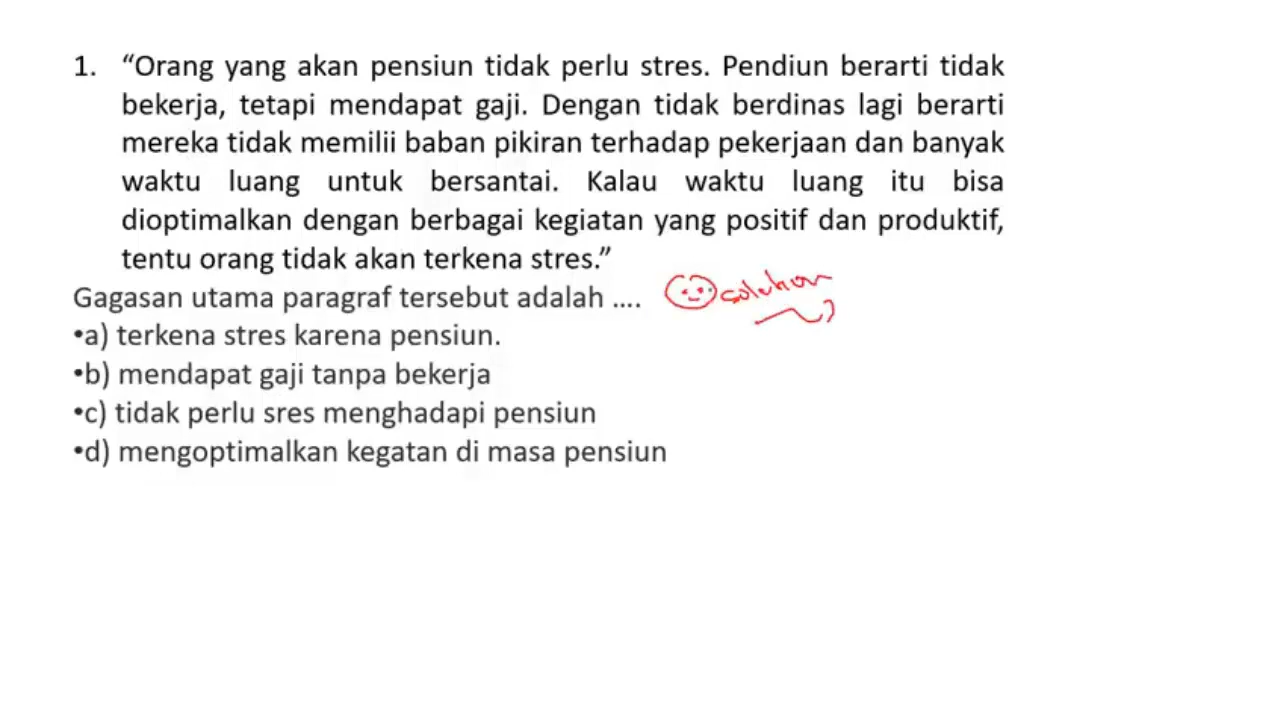 1. “Orang yang akan pensiun tidak perlu stres. Pendiun berarti tidak
bekerja, tetapi mendapat gaji. Dengan tidak berdinas lagi berarti
mereka tidak memilii baban pikiran terhadap pekerjaan dan banyak
waktu luang untuk bersantai. Kalau waktu luang itu bisa
dioptimalkan dengan berbagai kegiatan yang positif dan produktif,
tentu orang tidak akan terkena stres.”
Gagasan utama paragraf tersebut adalah ....
•a) terkena stres karena pensiun.
•b) mendapat gaji tanpa bekerja
•c) tidak perlu sres menghadapi pensiun
•d) mengoptimalkan kegatan di masa pensiun